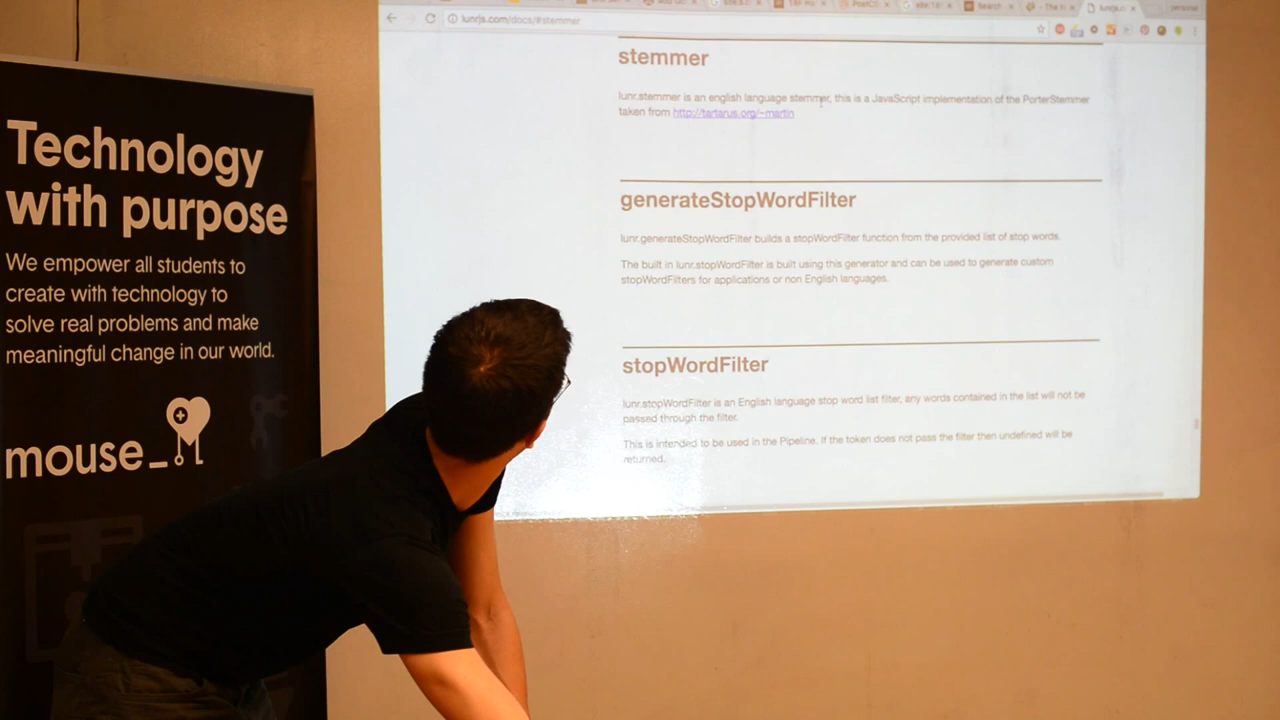 Technology
with purpose
We empower all students to
create with technology to
solve real problems and make
meaningful change in our world.
mouse_
lunrjs.com/docs/#stemmer
stemmer
lunr.stemmer is an english language stemmer, this is a JavaScript implementation of the PorterStemmer
taken from http://tartarus.org/~martin
generateStopWordFilter
lunr.generateStopWordFilter builds a stopWordFilter function from the provided list of stop words.
The built in lunr.stopWordFilter is built using this generator and can be used to generate custom
stopWordFilters for applications or non English languages.
stopWordFilter
lunr.stopWordFilter is an English language stop word list filter, any words contained in the list will not be
passed through the filter.
This is intended to be used in the Pipeline. If the token does not pass the filter then undefined will be
returned.